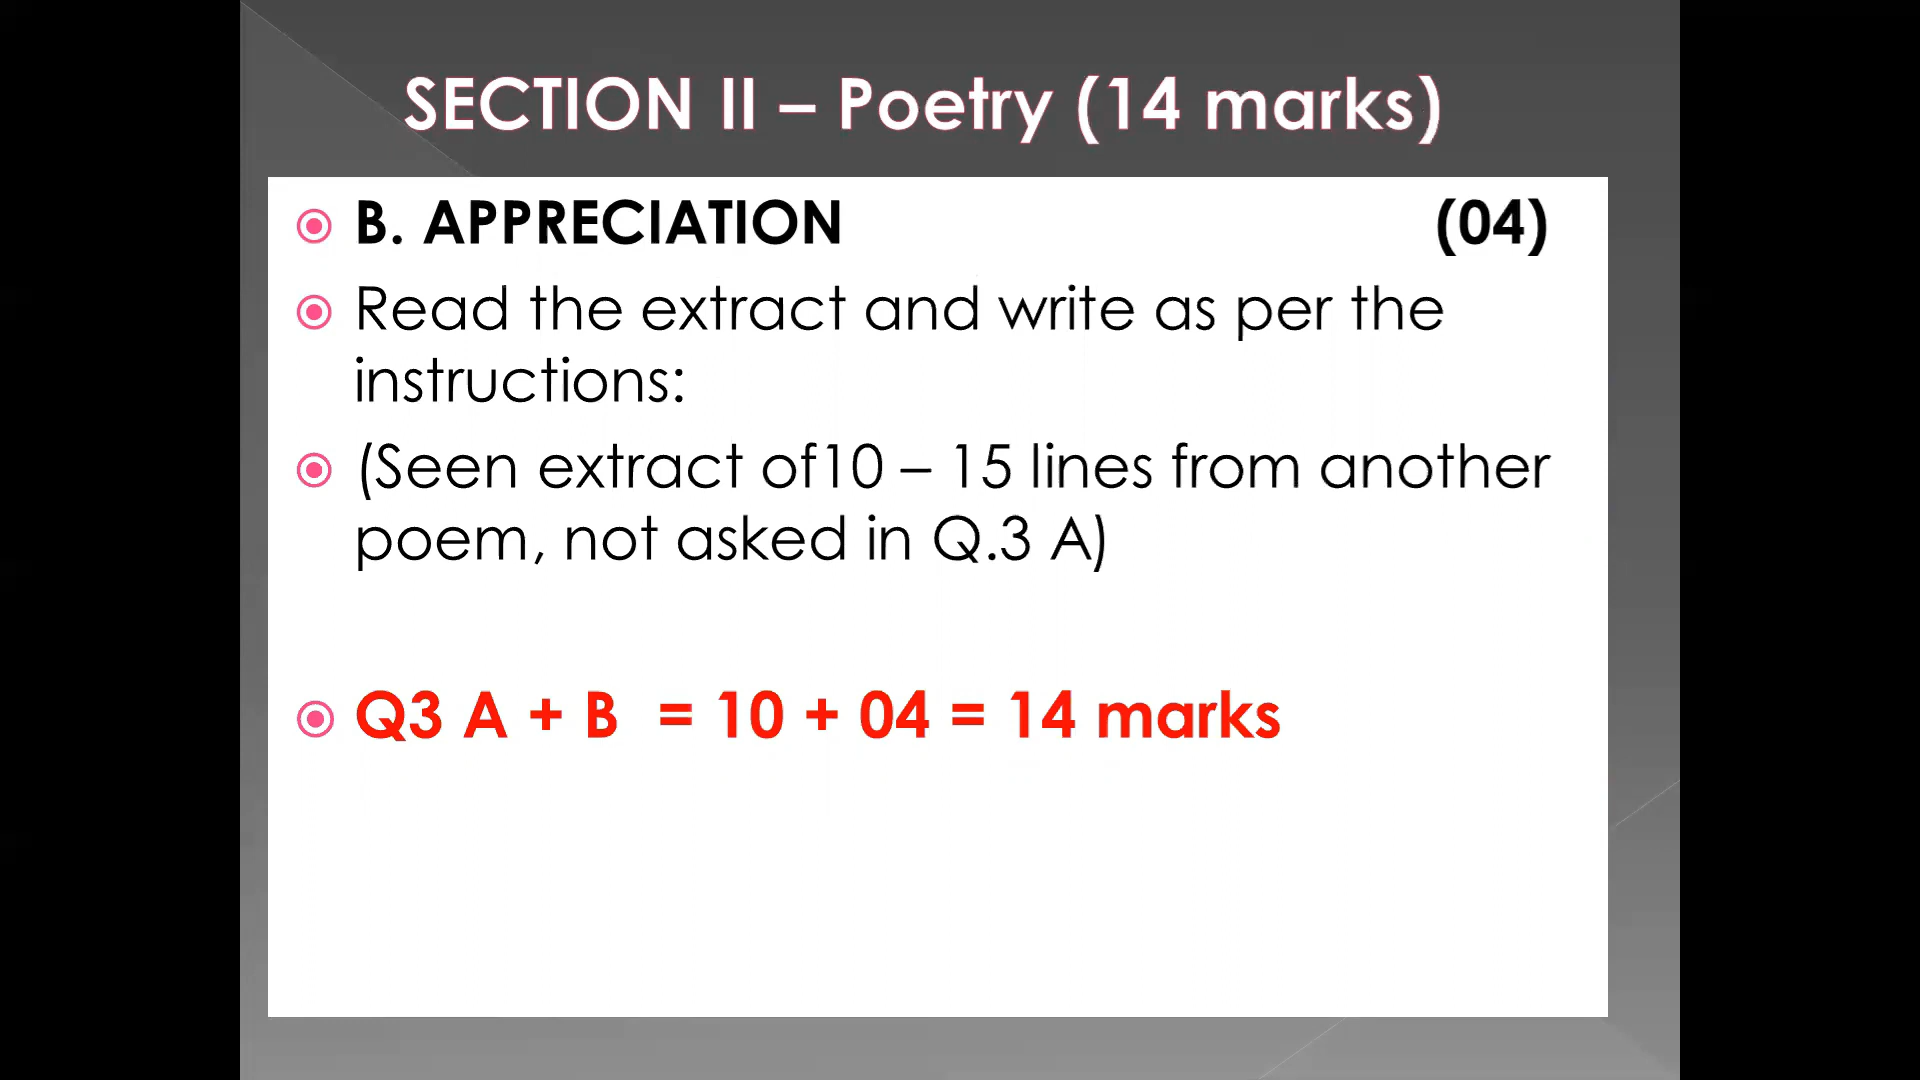 SECTION II – Poetry (14 marks)
B. APPRECIATION (04)
Read the extract and write as per the
instructions:
(Seen extract of10 – 15 lines from another
poem, not asked in Q.3 A)
Q3 A + B = 10 + 04 = 14 marks